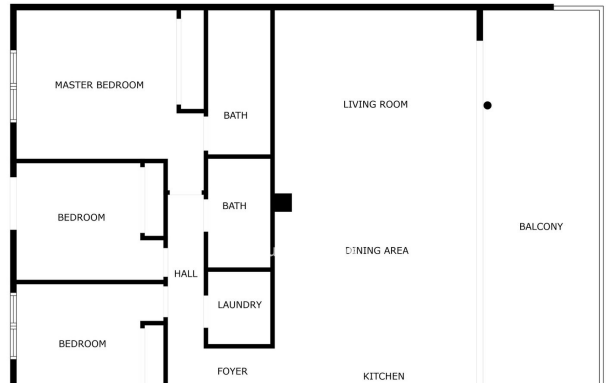 MASTER BEDROOM
LIVING ROOM
BATH
BATH
BEDROOM
BALCONY
DINING AREA
HALL
LAUNDRY
BEDROOM
FOYER
KITCHEN